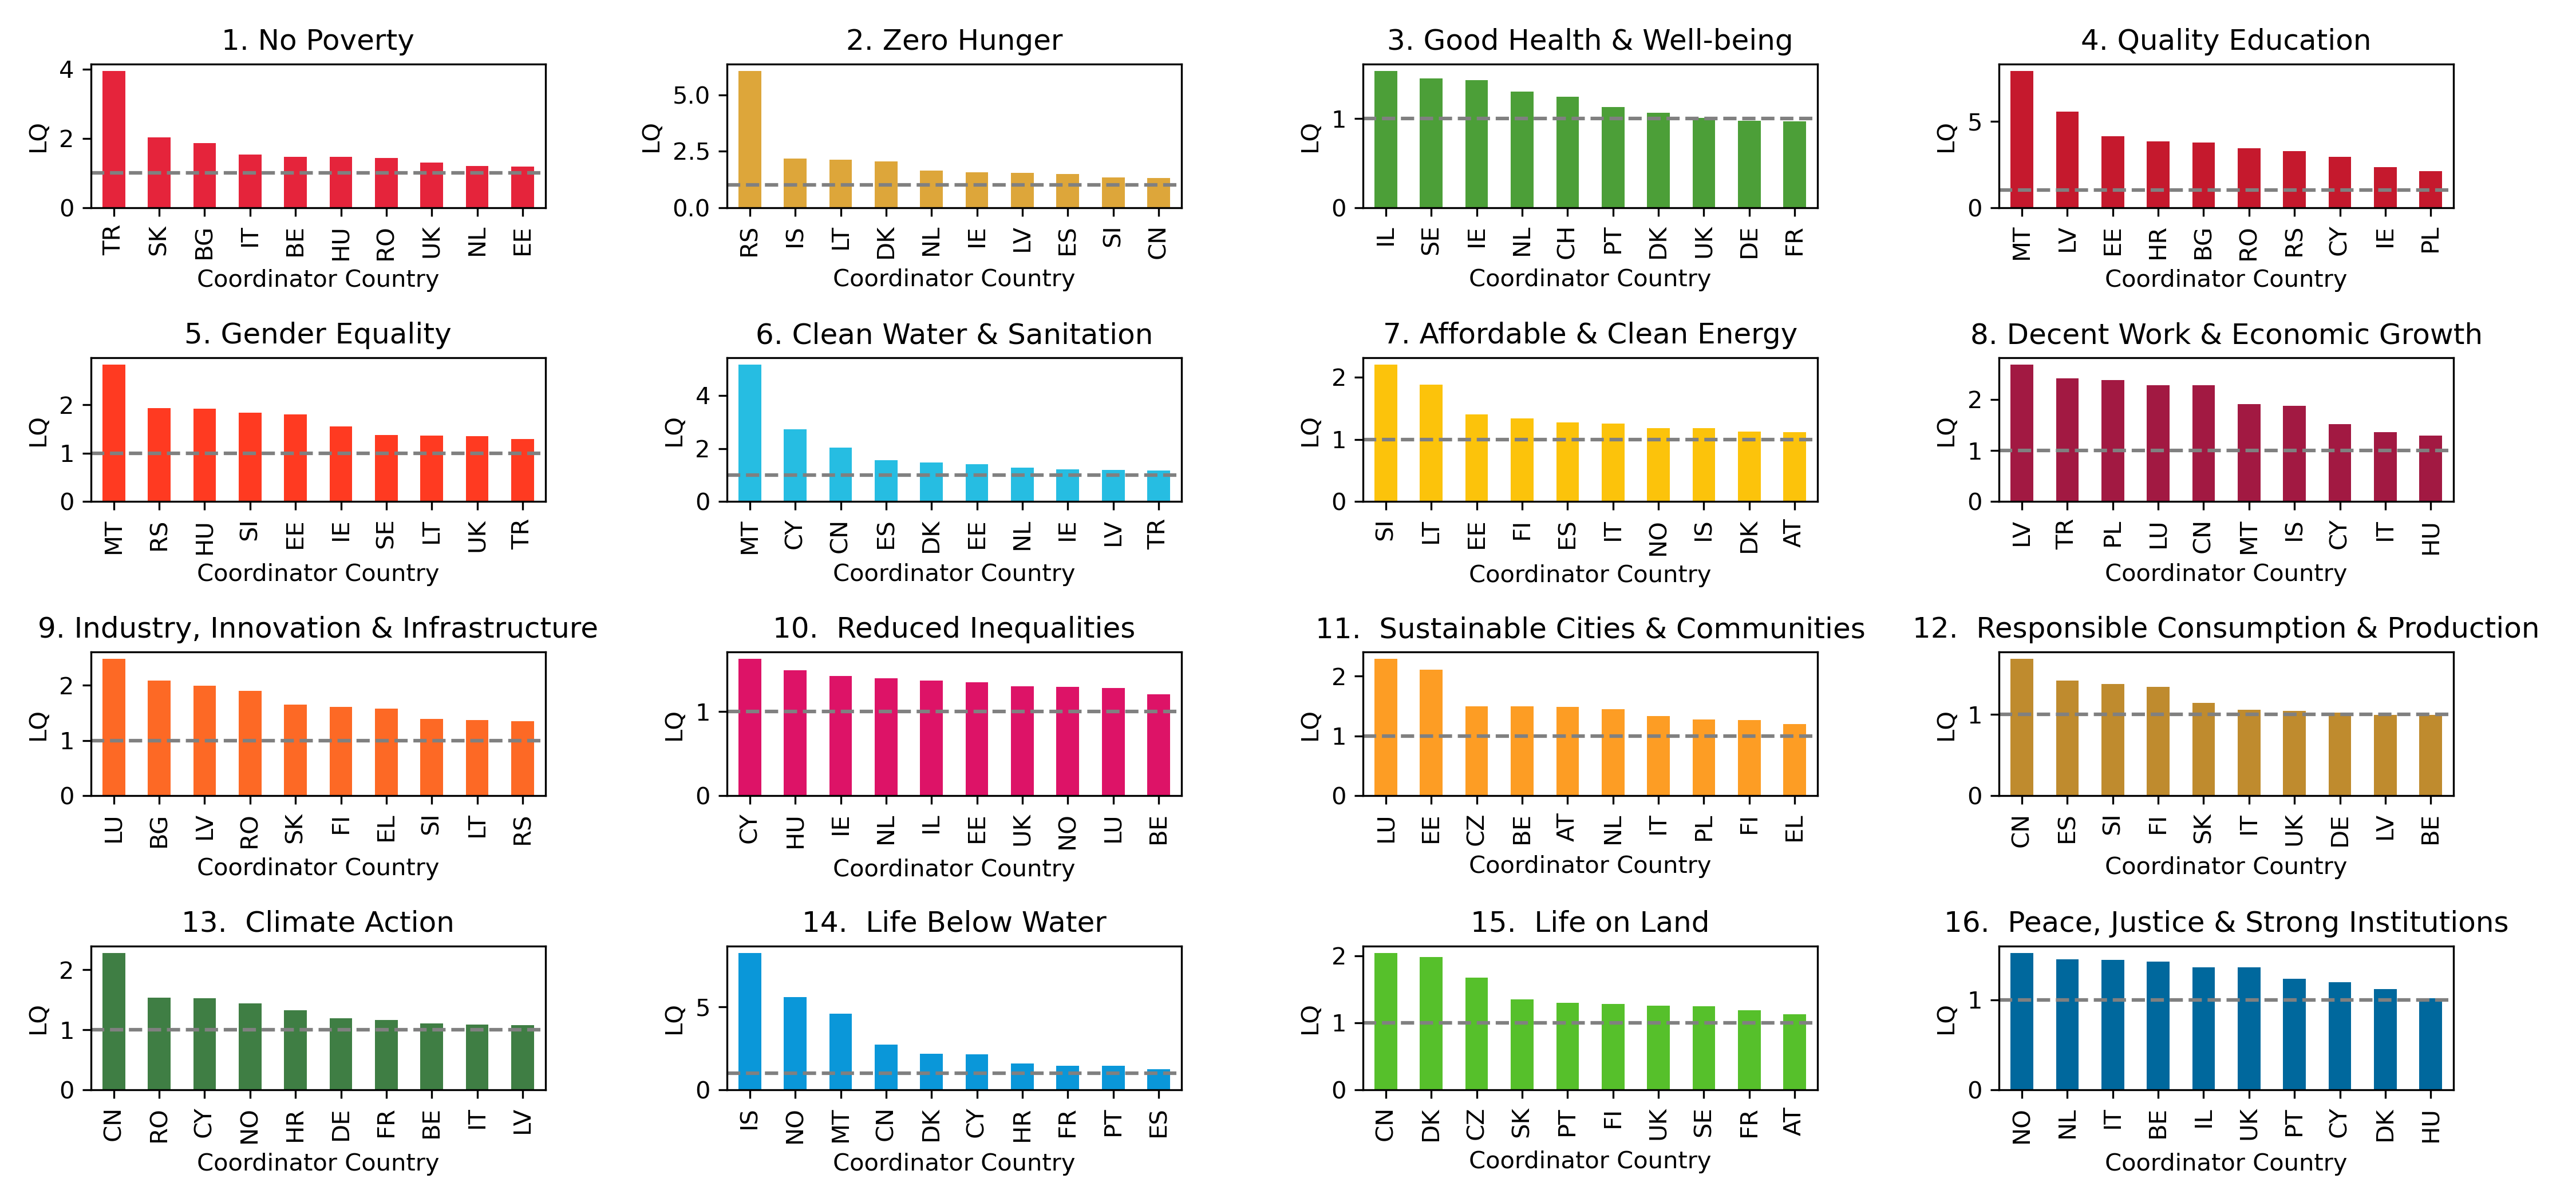 1. No Poverty
4
2
0
LQ
TR SK BG IT BE HU RO UK NL EE
Coordinator Country
2. Zero Hunger
5.0
2.5
0.0
LQ
RS IS LT DK NL IE LV ES SI CN
Coordinator Country
3. Good Health & Well-being
1
0
LQ
IL SE IE NL CH PT DK UK DE FR
Coordinator Country
4. Quality Education
5
0
LQ
MT LV EE HR BG RO RS CY IE PL
Coordinator Country
5. Gender Equality
2
1
0
LQ
MT RS HU SI EE IE SE LT UK TR
Coordinator Country
6. Clean Water & Sanitation
4
2
0
LQ
MT CY CN ES DK EE NL IE LV TR
Coordinator Country
7. Affordable & Clean Energy
2
1
0
LQ
SI LT EE FI ES IT NO IS DK AT
Coordinator Country
8. Decent Work & Economic Growth
2
1
0
LQ
LV TR PL LU CN MT IS CY IT HU
Coordinator Country
9. Industry, Innovation & Infrastructure
2
1
0
LQ
LU BG LV RO SK FI EL SI LT RS
Coordinator Country
10. Reduced Inequalities
1
0
LQ
CY HU IE NL IL EE UK NO LU BE
Coordinator Country
11. Sustainable Cities & Communities
2
1
0
LQ
LU EE CZ BE AT NL IT PL FI EL
Coordinator Country
12. Responsible Consumption & Production
1
0
LQ
CN ES SI FI SK IT UK DE LV BE
Coordinator Country
13. Climate Action
2
1
0
LQ
CN RO CY NO HR DE FR BE IT LV
Coordinator Country
14. Life Below Water
5
0
LQ
IS NO MT CN DK CY HR FR PT ES
Coordinator Country
15. Life on Land
2
1
0
LQ
CN DK CZ SK PT FI UK SE FR AT
Coordinator Country
16. Peace, Justice & Strong Institutions
1
0
LQ
NO NL IT BE IL UK PT CY DK HU
Coordinator Country